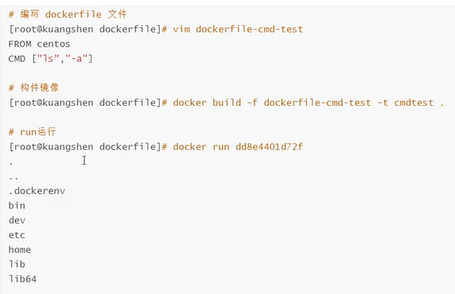 # 编写 dockerfile 文件
[root@kuangshen dockerfile]# vim dockerfile-cmd-test
FROM centos
CMD ["ls","-a"]
# 构件镜像
[root@kuangshen dockerfile]# docker build -f dockerfile-cmd-test -t cmdtest .
# run运行
[root@kuangshen dockerfile]# docker run dd8e4401d72f
.
..
.dockerenv
bin
dev
etc
home
lib
lib64